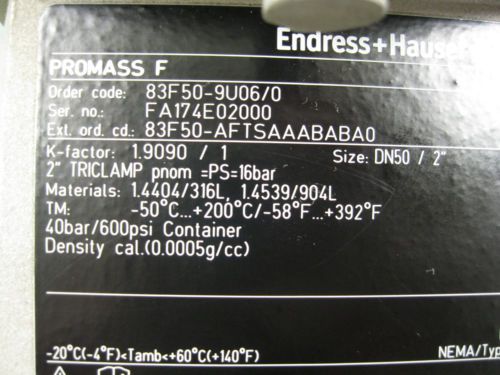 Endress+Hauser
PROMASS F
Order code: 83F50-9U06/0
Ser. no.: FA174E02000
Ext. ord. cd.: 83F50-AFTSAAABABA0
K-factor: 1.9090 / 1 Size: DN50 / 2"
2" TRICLAMP pnom =PS=16bar
Materials: 1.4404/316L, 1.4539/904L
TM: -50°C...+200°C/-58°F...+392°F
40bar/600psi Container
Density cal.(0.0005g/cc)
-20°C(-4°F)<Tamb<+60°C(+140°F) NEMA/Typ